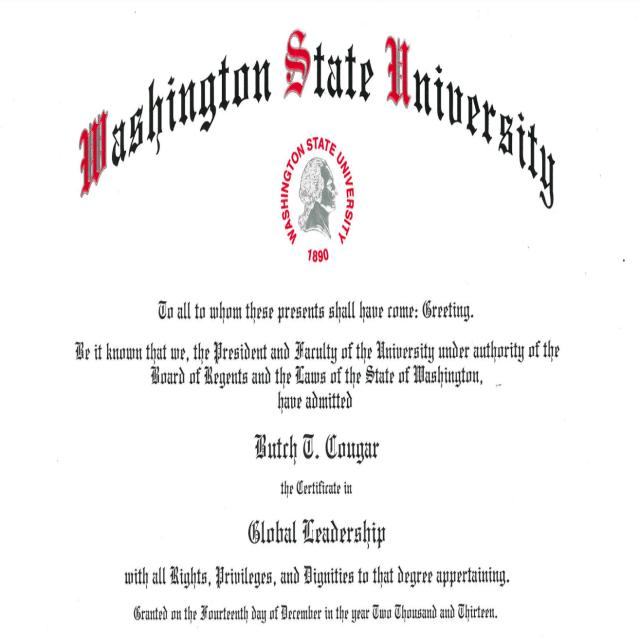 Washington State University
WASHINGTON STATE UNIVERSITY
1890
To all to whom these presents shall have come: Greeting.
Be it known that we, the President and Faculty of the University under authority of the
Board of Regents and the Laws of the State of Washington,
have admitted
Butch T. Cougar
the Certificate in
Global Leadership
with all Rights, Privileges, and Dignities to that degree appertaining.
Granted on the Fourteenth day of December in the year Two Thousand and Thirteen.